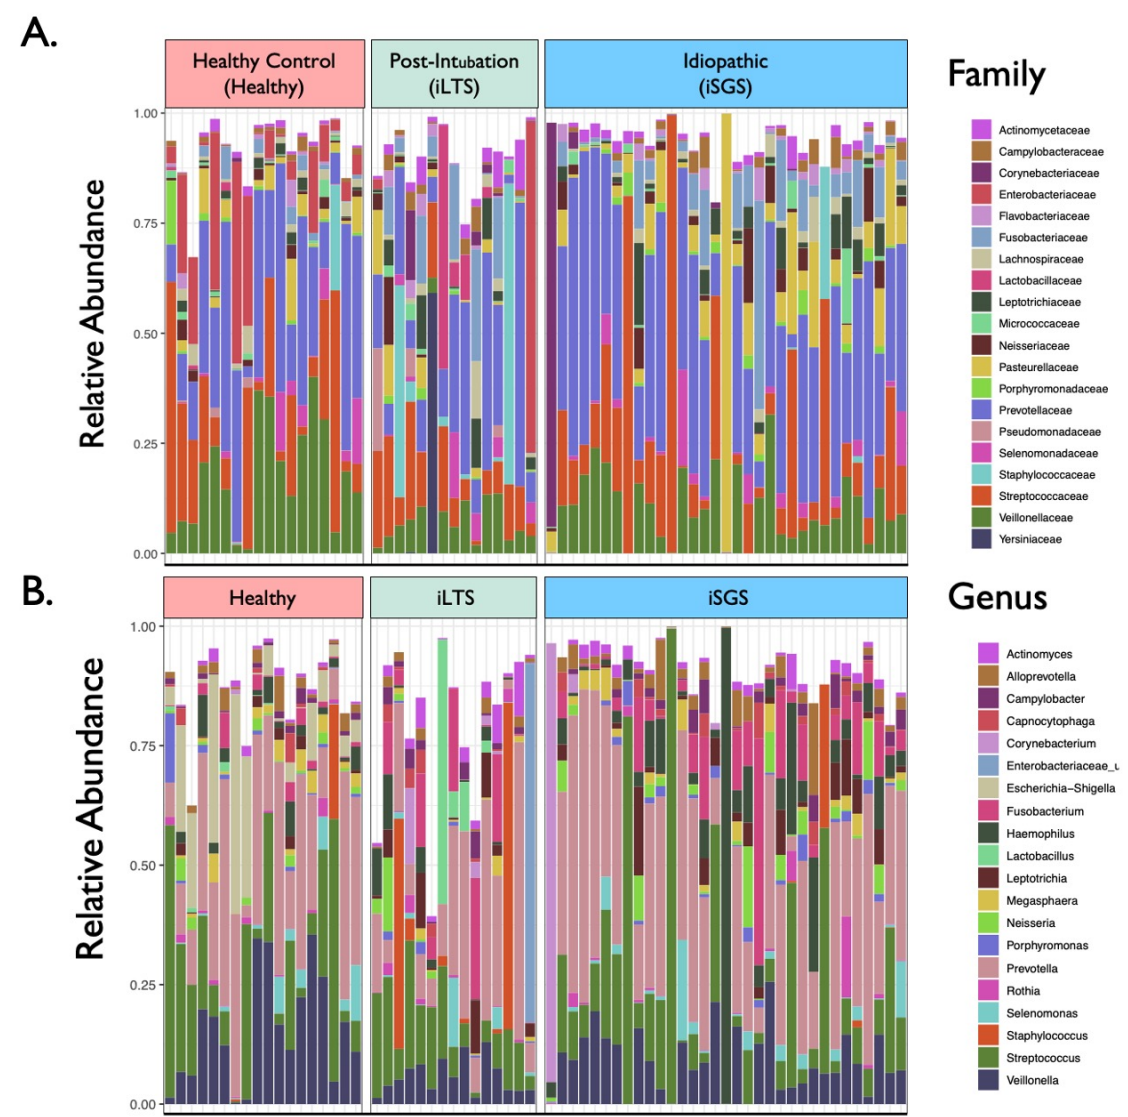 A.
Healthy Control
(Healthy)
Post-Intubation
(iLTS)
Idiopathic
(iSGS)
Family
Relative Abundance
1.00
0.75
0.50
0.25
0.00
Actinomycetaceae
Campylobacteraceae
Corynebacteriaceae
Enterobacteriaceae
Flavobacteriaceae
Fusobacteriaceae
Lachnospiraceae
Lactobacillaceae
Leptotrichiaceae
Micrococcaceae
Neisseriaceae
Pasteurellaceae
Porphyromonadaceae
Prevotellaceae
Pseudomonadaceae
Selenomonadaceae
Staphylococcaceae
Streptococcaceae
Veillonellaceae
Yersiniaceae
B.
Healthy
iLTS
iSGS
Genus
Relative Abundance
1.00
0.75
0.50
0.25
0.00
Actinomyces
Alloprevotella
Campylobacter
Capnocytophaga
Corynebacterium
Enterobacteriaceae_u
Escherichia–Shigella
Fusobacterium
Haemophilus
Lactobacillus
Leptotrichia
Megasphaera
Neisseria
Porphyromonas
Prevotella
Rothia
Selenomonas
Staphylococcus
Streptococcus
Veillonella